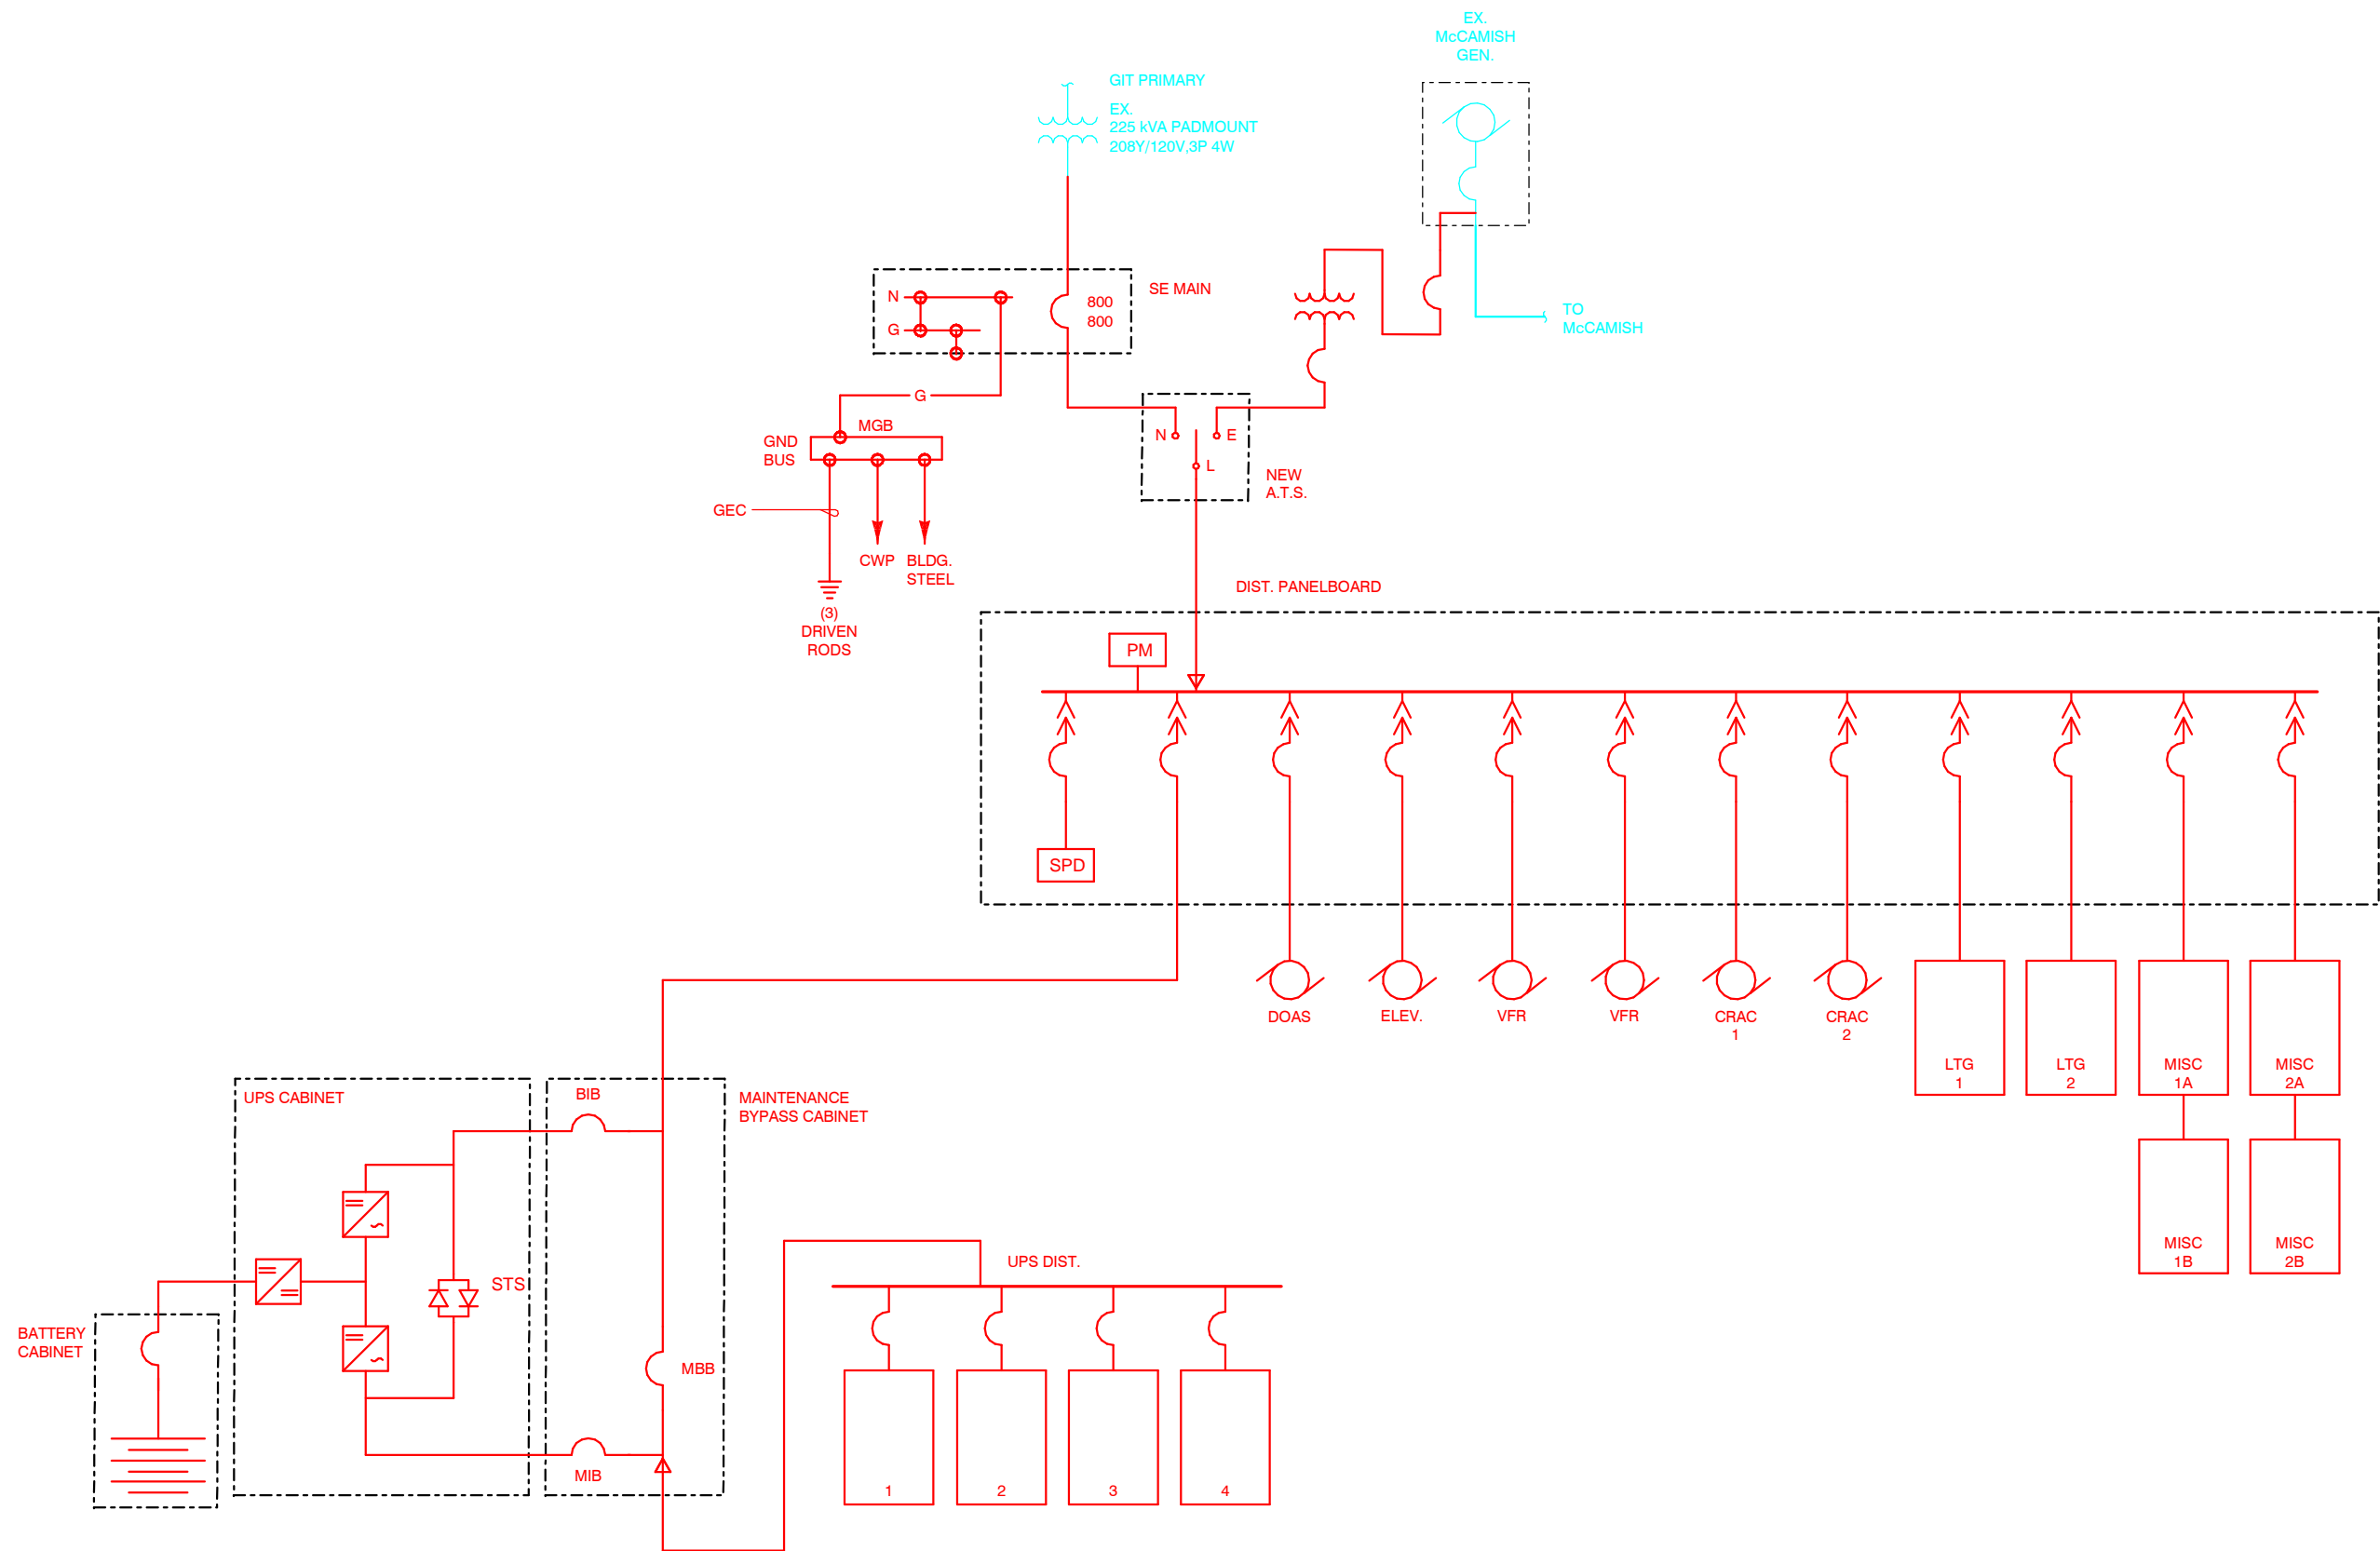 EX.
McCAMISH
GEN.
GIT PRIMARY
EX.
225 kVA PADMOUNT
208Y/120V,3P 4W
SE MAIN
N
G
800
800
TO
McCAMISH
G
MGB
GND
BUS
N
E
L
NEW
A.T.S.
GEC
CWP
BLDG.
STEEL
(3)
DRIVEN
RODS
DIST. PANELBOARD
PM
SPD
DOAS
ELEV.
VFR
VFR
CRAC
1
CRAC
2
LTG
1
LTG
2
MISC
1A
MISC
2A
MISC
1B
MISC
2B
UPS CABINET
BIB
MAINTENANCE
BYPASS CABINET
STS
UPS DIST.
BATTERY
CABINET
MBB
MIB
1
2
3
4